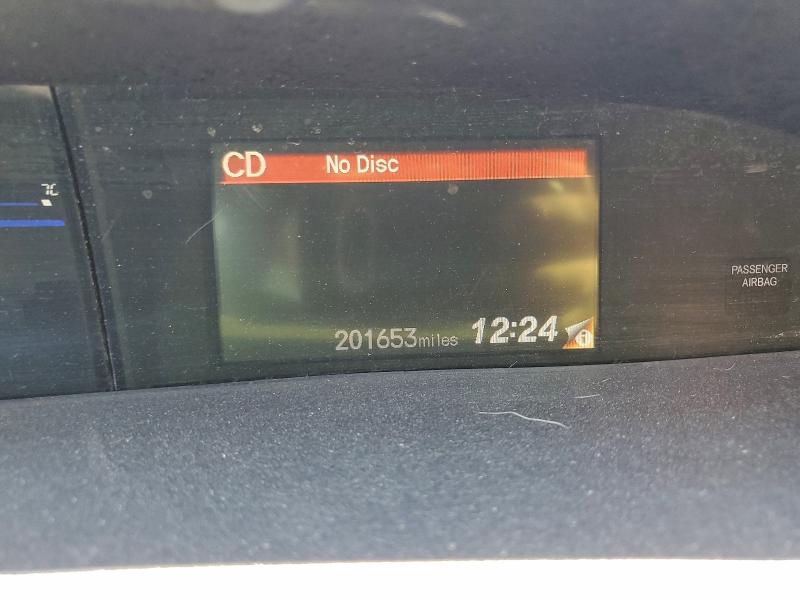 CD No Disc
PASSENGER
AIRBAG
201653miles 12:24